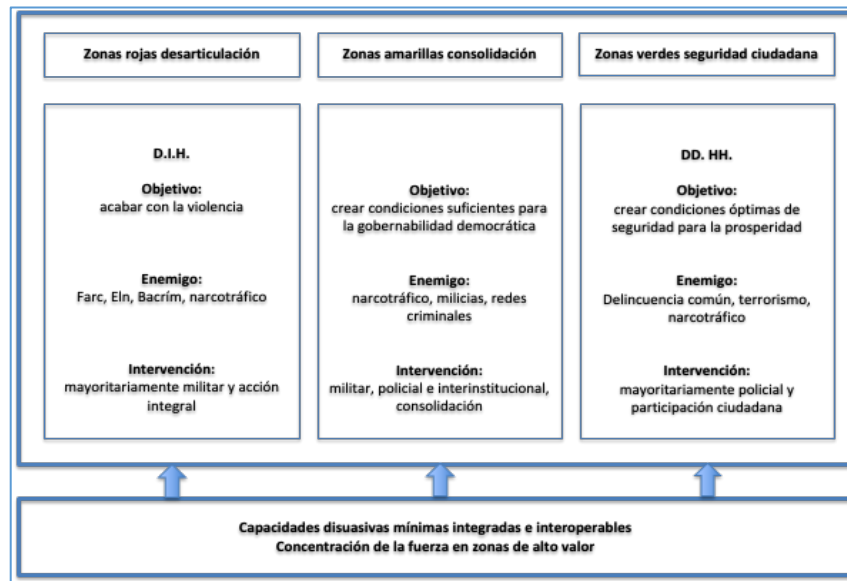 Zonas rojas desarticulación
Zonas amarillas consolidación
Zonas verdes seguridad ciudadana
D.I.H.
Objetivo:
acabar con la violencia
Enemigo:
Farc, Eln, Bacrím, narcotráfico
Intervención:
mayoritariamente militar y acción
integral
Objetivo:
crear condiciones suficientes para
la gobernabilidad democrática
Enemigo:
narcotráfico, milicias, redes
criminales
Intervención:
militar, policial e interinstitucional,
consolidación
DD. HH.
Objetivo:
crear condiciones óptimas de
seguridad para la prosperidad
Enemigo:
Delincuencia común, terrorismo,
narcotráfico
Intervención:
mayoritariamente policial y
participación ciudadana
Capacidades disuasivas mínimas integradas e interoperables
Concentración de la fuerza en zonas de alto valor